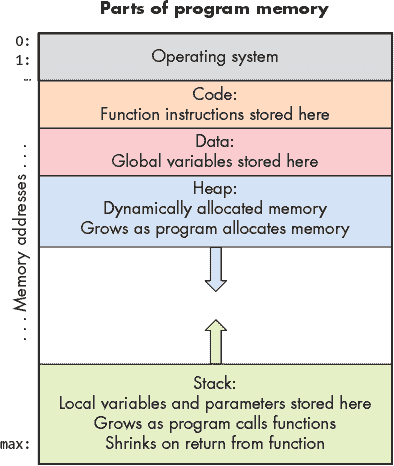 Parts of program memory
0:
1:
...
Operating system
Code:
Function instructions stored here
Data:
Global variables stored here
Heap:
Dynamically allocated memory
Grows as program allocates memory
. . . Memory addresses . . .
Stack:
Local variables and parameters stored here
Grows as program calls functions
Shrinks on return from function
max: